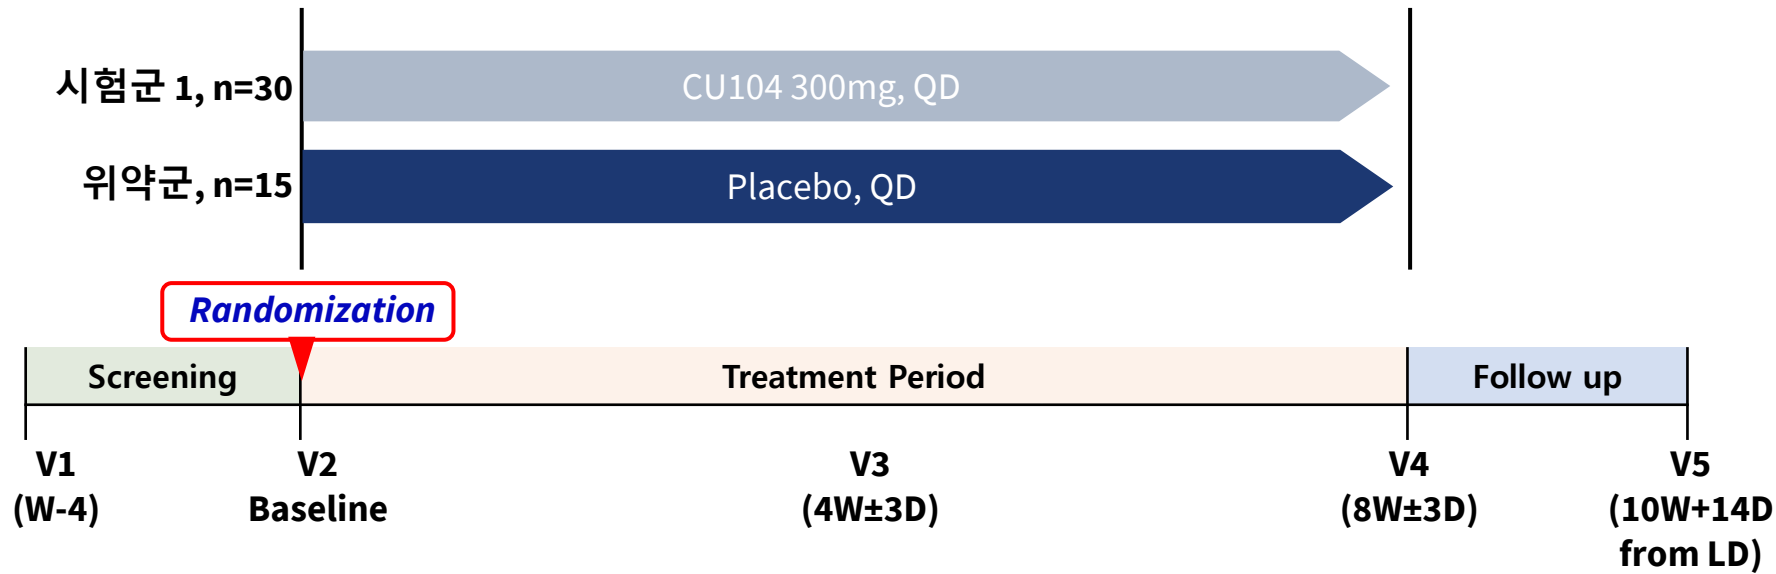 시험군 1, n=30
CU104 300mg, QD
위약군, n=15
Placebo, QD
Randomization
Screening
Treatment Period
Follow up
V1
(W-4)
V2
Baseline
V3
(4W±3D)
V4
(8W±3D)
V5
(10W+14D
from LD)